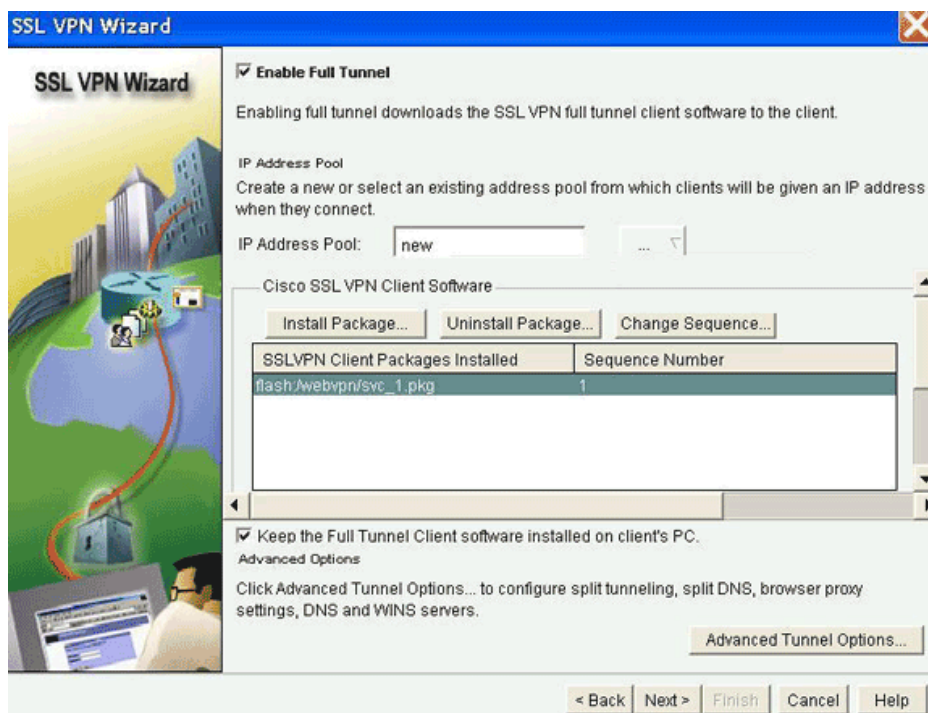 SSL VPN Wizard
SSL VPN Wizard
Enable Full Tunnel
Enabling full tunnel downloads the SSL VPN full tunnel client software to the client.
IP Address Pool
Create a new or select an existing address pool from which clients will be given an IP address
when they connect.
IP Address Pool:
new
...
Cisco SSL VPN Client Software
Install Package...
Uninstall Package...
Change Sequence...
SSLVPN Client Packages Installed
Sequence Number
flash:/webvpn/svc_1.pkg
1
Keep the Full Tunnel Client software installed on client's PC.
Advanced Options
Click Advanced Tunnel Options... to configure split tunneling, split DNS, browser proxy
settings, DNS and WINS servers.
Advanced Tunnel Options...
< Back
Next >
Finish
Cancel
Help